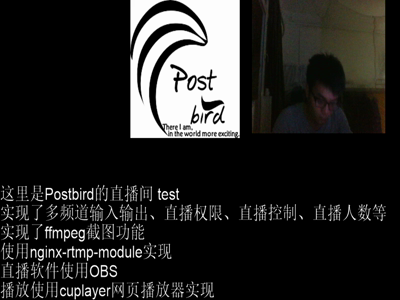 Post
bird
There I am,
in the world more exciting.
这里是Postbird的直播间 test
实现了多频道输入输出、直播权限、直播控制、直播人数等
实现了ffmpeg截图功能
使用nginx-rtmp-module实现
直播软件使用OBS
播放使用cuplayer网页播放器实现